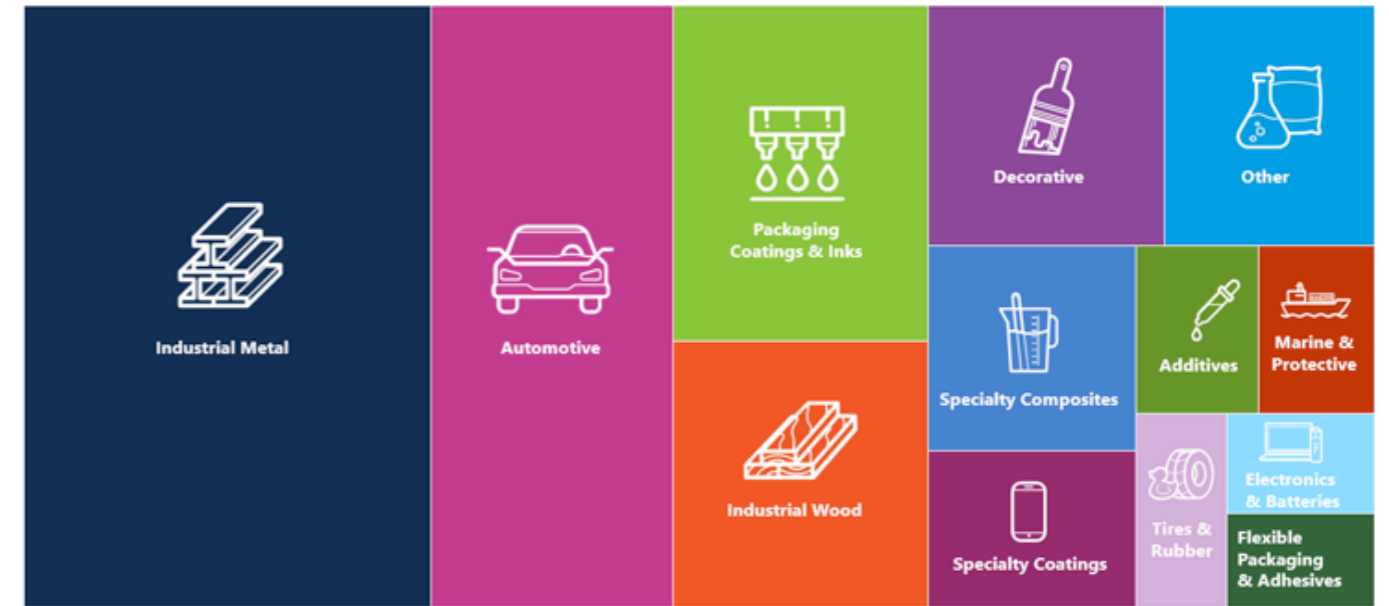 Industrial Metal
Automotive
Packaging
Coatings & Inks
Industrial Wood
Decorative
Other
Specialty Composites
Additives
Marine &
Protective
Specialty Coatings
Tires &
Rubber
Electronics
& Batteries
Flexible
Packaging
& Adhesives